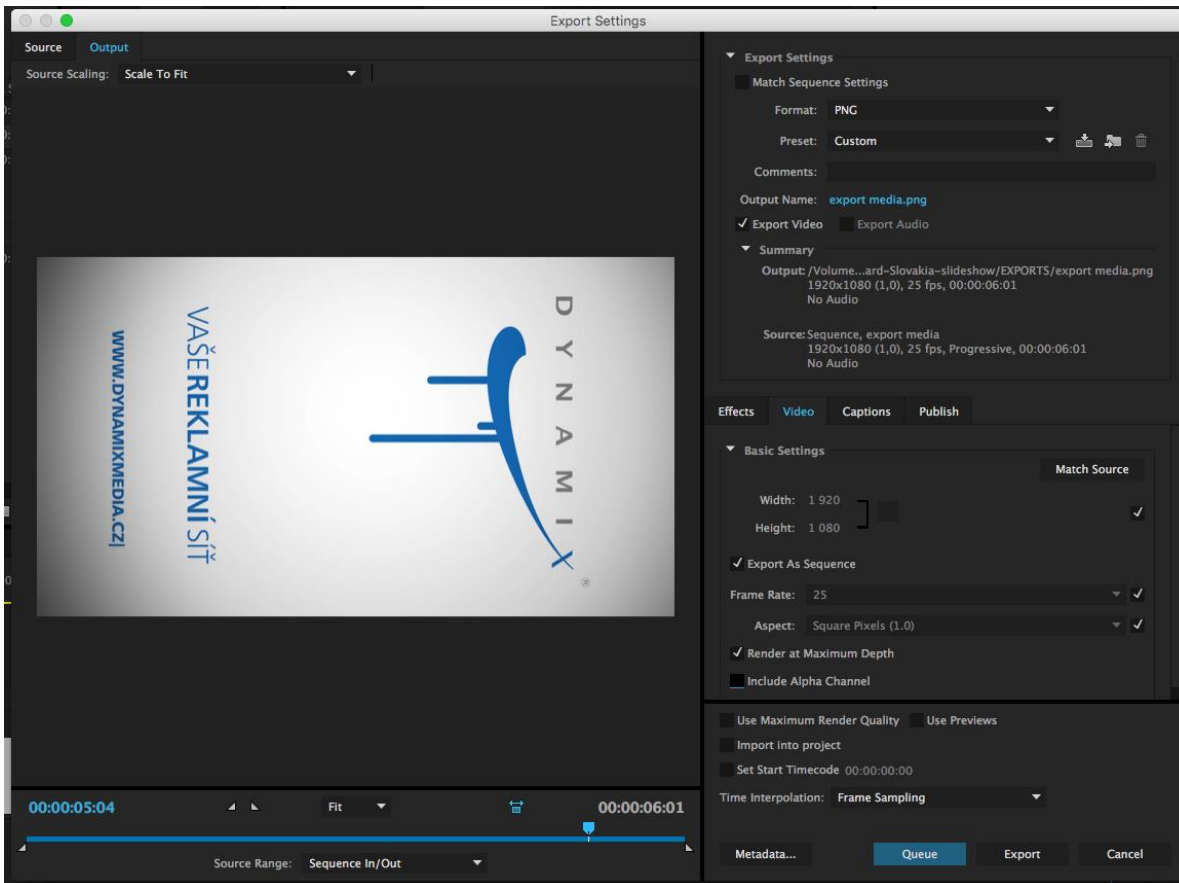 Export Settings
Source Output
Source Scaling: Scale To Fit
DYNAMIX
®
VAŠE REKLAMNÍ SÍŤ
WWW.DYNAMIXMEDIA.CZ|
00:00:05:04 Fit 00:00:06:01
Source Range: Sequence In/Out
Export Settings
Match Sequence Settings
Format: PNG
Preset: Custom
Comments:
Output Name: export media.png
Export Video Export Audio
Summary
Output: /Volume...ard-Slovakia-slideshow/EXPORTS/export media.png
1920x1080 (1,0), 25 fps, 00:00:06:01
No Audio
Source: Sequence, export media
1920x1080 (1,0), 25 fps, Progressive, 00:00:06:01
No Audio
Effects Video Captions Publish
Basic Settings
Match Source
Width: 1 920
Height: 1 080
Export As Sequence
Frame Rate: 25
Aspect: Square Pixels (1.0)
Render at Maximum Depth
Include Alpha Channel
Use Maximum Render Quality Use Previews
Import into project
Set Start Timecode 00:00:00:00
Time Interpolation: Frame Sampling
Metadata... Queue Export Cancel